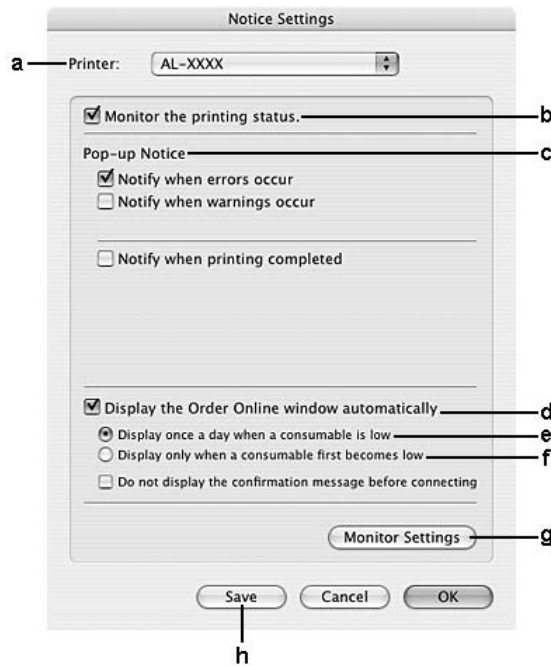 Notice Settings
a Printer: AL-XXXX
Monitor the printing status. b
Pop-up Notice c
Notify when errors occur
Notify when warnings occur
Notify when printing completed
Display the Order Online window automatically d
Display once a day when a consumable is low e
Display only when a consumable first becomes low f
Do not display the confirmation message before connecting
Monitor Settings g
Save Cancel OK
h